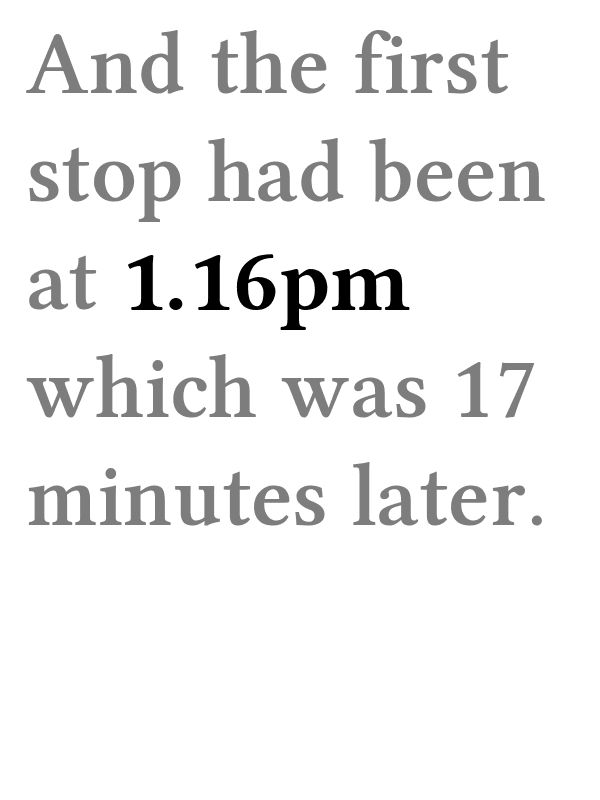 And the first
stop had been
at 1.16pm
which was 17
minutes later.